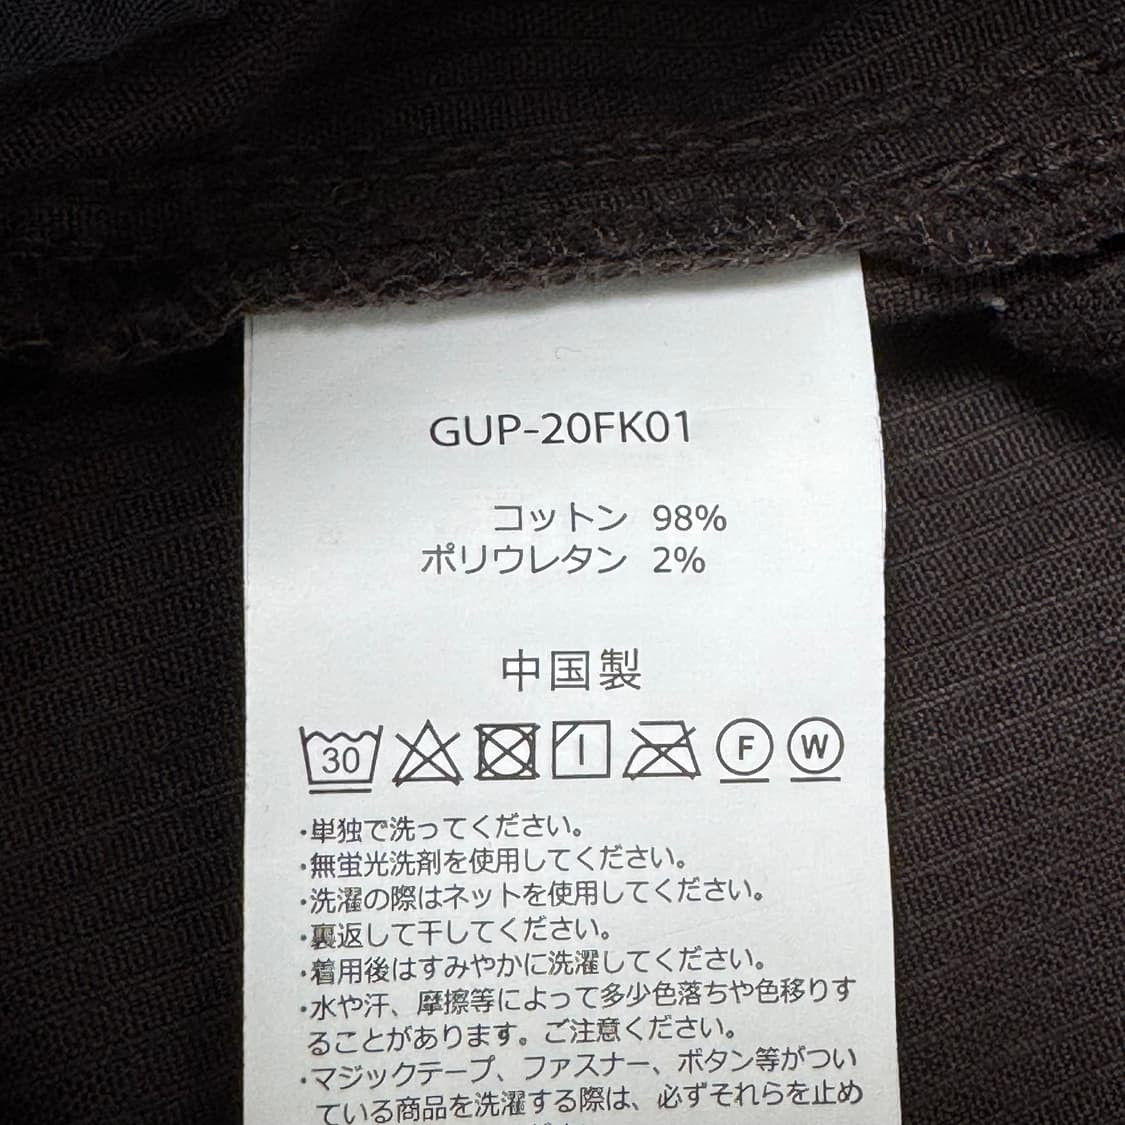 GUP-20FK01
コットン 98%
ポリウレタン 2%
中国製
30 F W
・単独で洗ってください。
・無蛍光洗剤を使用してください。
・洗濯の際はネットを使用してください。
・裏返して干してください。
・着用後はすみやかに洗濯してください。
・水や汗、摩擦等によって多少色落ちや色移りす
ることがあります。ご注意ください。
・マジックテープ、ファスナー、ボタン等がつい
ている商品を洗濯する際は、必ずそれらを止め